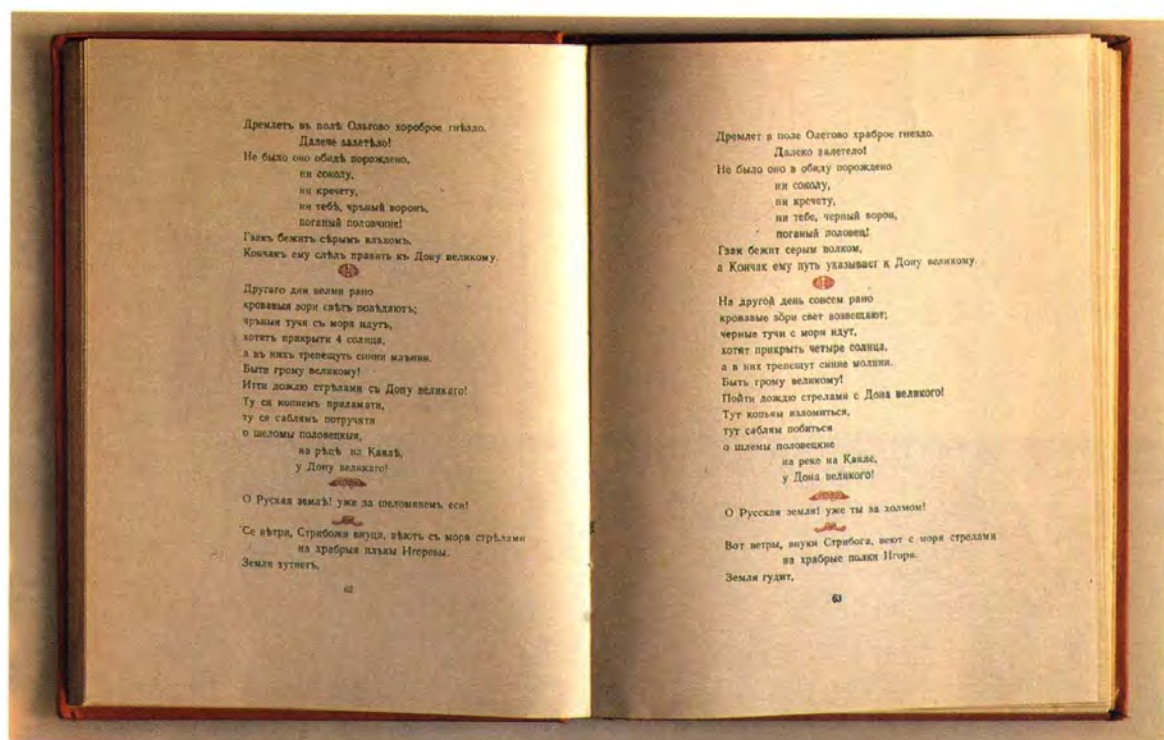 Дремлетъ въ полѣ Ольгово хороброе гнѣздо.
Далече залетѣло!
Не было оно обидѣ порождено,
ни соколу,
ни кречету,
ни тебѣ, чръный воронъ,
поганый половчине!
Гзакъ бежитъ сѣрымъ влъкомъ,
Кончакъ ему слѣдъ править къ Дону великому.
Другаго дни велми рано
кровавыя зори свѣтъ повѣдаютъ;
чръныя тучя съ моря идутъ,
хотятъ прикрыти 4 солнца,
а въ нихъ трепещуть синии млънии.
Быти грому великому!
Итти дождю стрѣлами съ Дону великаго!
Ту ся копиемъ приламати,
ту ся саблямъ потручяти
о шеломы половецкыя,
на рѣцѣ на Каялѣ,
у Дону великаго!
О Руская землѣ! уже за шеломянемъ еси!
Се вѣтри, Стрибожи внуци, вѣютъ съ моря стрѣлами
на храбрыя плъкы Игоревы.
Земля тутнетъ,
62
Дремлет в поле Олегово храброе гнездо.
Далеко залетело!
Не было оно в обиду порождено
ни соколу,
ни кречету,
ни тебе, черный ворон,
поганый половец!
Гзак бежит серым волком,
а Кончак ему путь указывает к Дону великому.
На другой день совсем рано
кровавые зо́ри свет возвещают;
черные тучи с моря идут,
хотят прикрыть четыре солнца,
а в них трепещут синие молнии.
Быть грому великому!
Пойти дождю стрелами с Дона великого!
Тут копьям изломиться,
тут саблям побиться
о шлемы половецкие
на реке на Каяле,
у Дона великого!
О Русская земля! уже ты за холмом!
Вот ветры, внуки Стрибога, веют с моря стрелами
на храбрые полки Игоря.
Земля гудит,
63